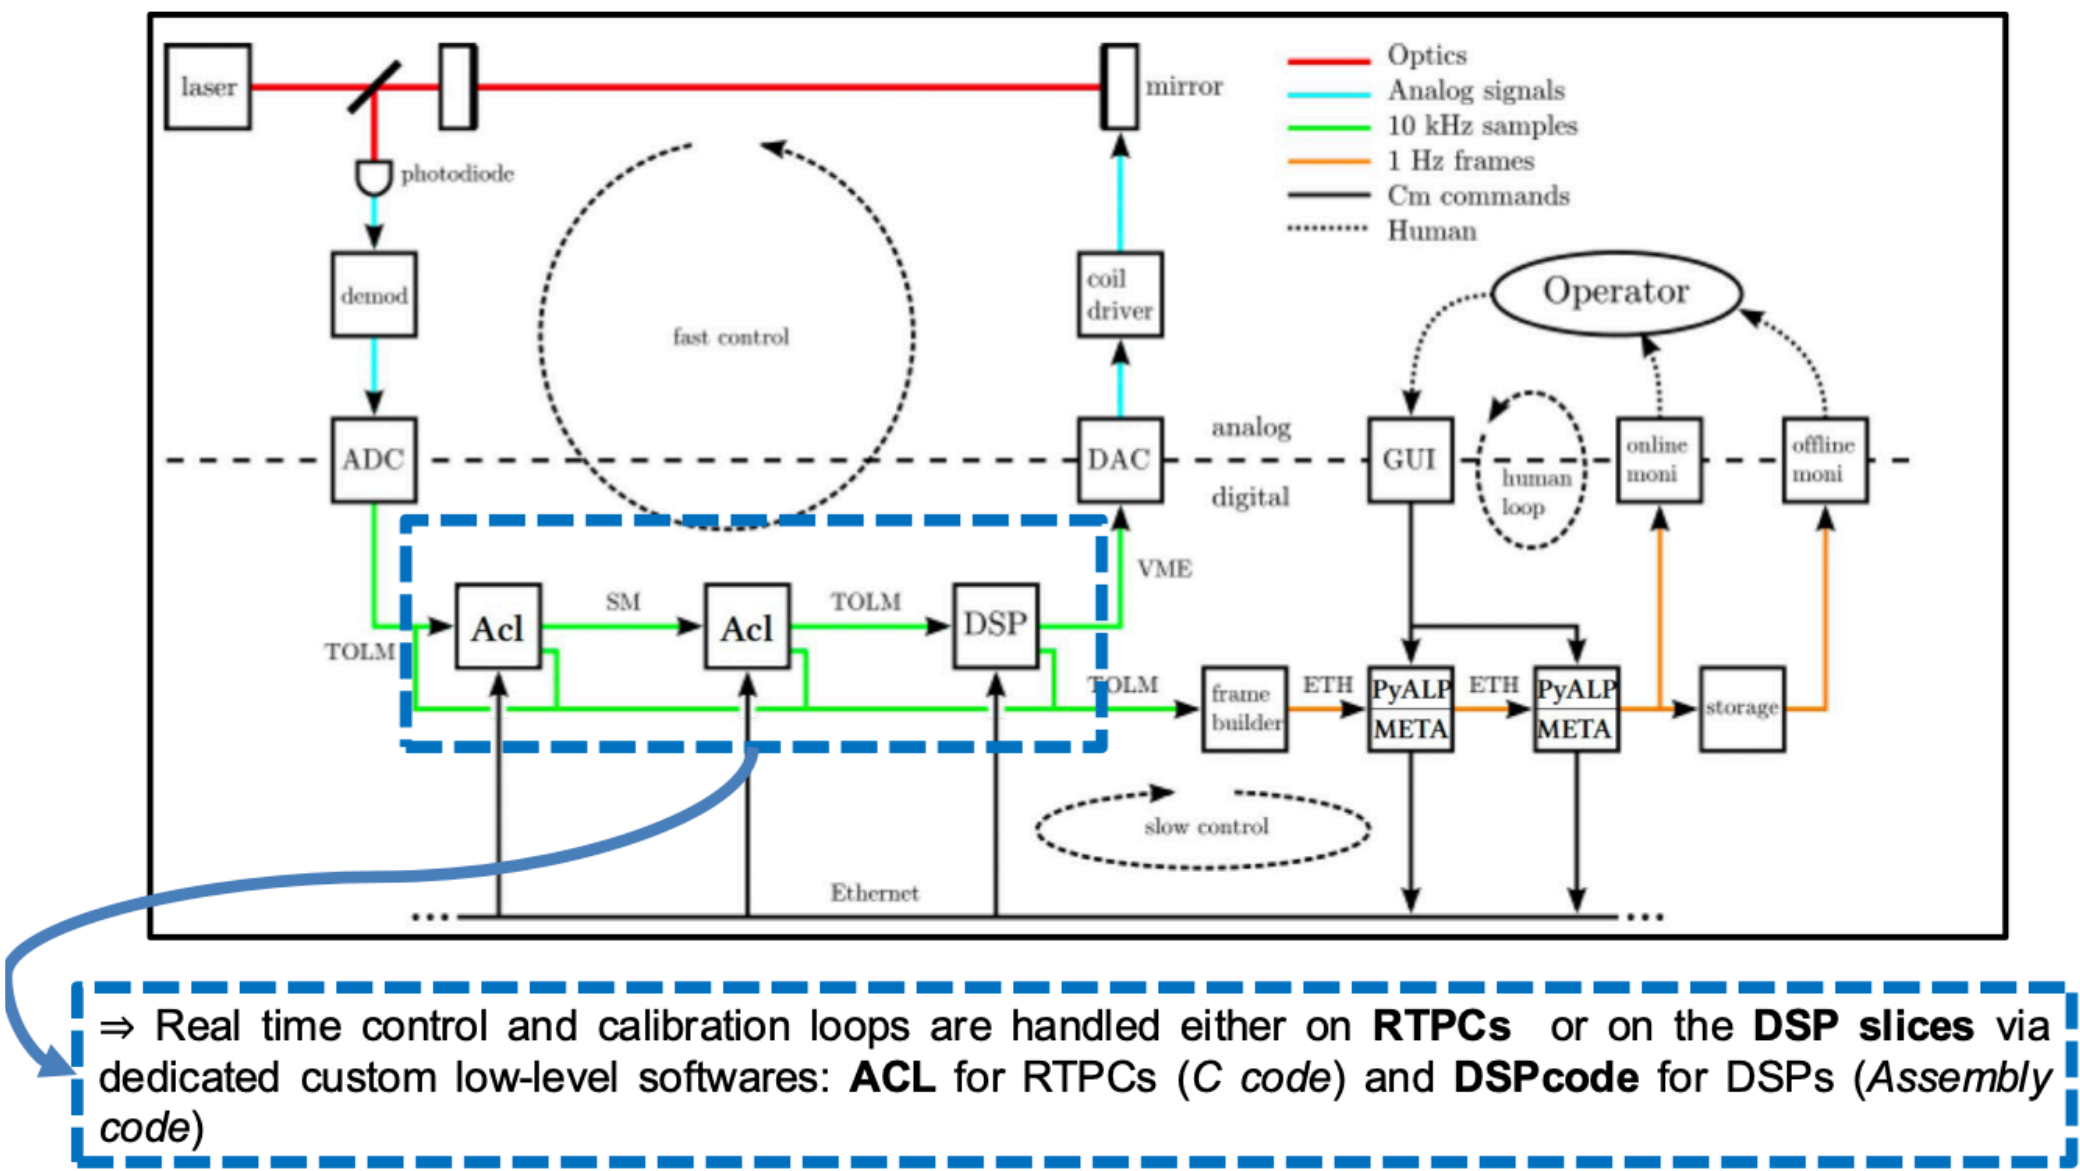 laser
mirror
photodiode
demod
ADC
fast control
coil
driver
DAC
analog
digital
Optics
Analog signals
10 kHz samples
1 Hz frames
Cm commands
Human
Operator
GUI
human
loop
online
moni
offline
moni
TOLM
Acl
SM
Acl
TOLM
DSP
VME
TOLM
frame
builder
ETH
PyALP
META
ETH
PyALP
META
storage
slow control
Ethernet
⇒ Real time control and calibration loops are handled either on RTPCs or on the DSP slices via
dedicated custom low-level softwares: ACL for RTPCs (C code) and DSPcode for DSPs (Assembly
code)